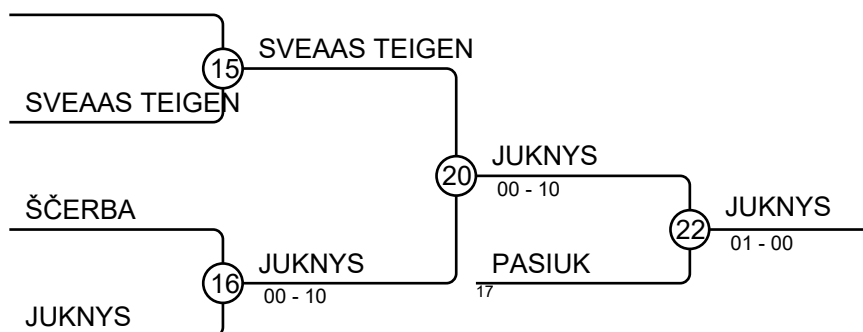 SVEAAS TEIGEN
15
SVEAAS TEIGEN
JUKNYS
20
00 - 10
ŠČERBA
JUKNYS
22
01 - 00
JUKNYS
16
00 - 10
PASIUK
17
JUKNYS